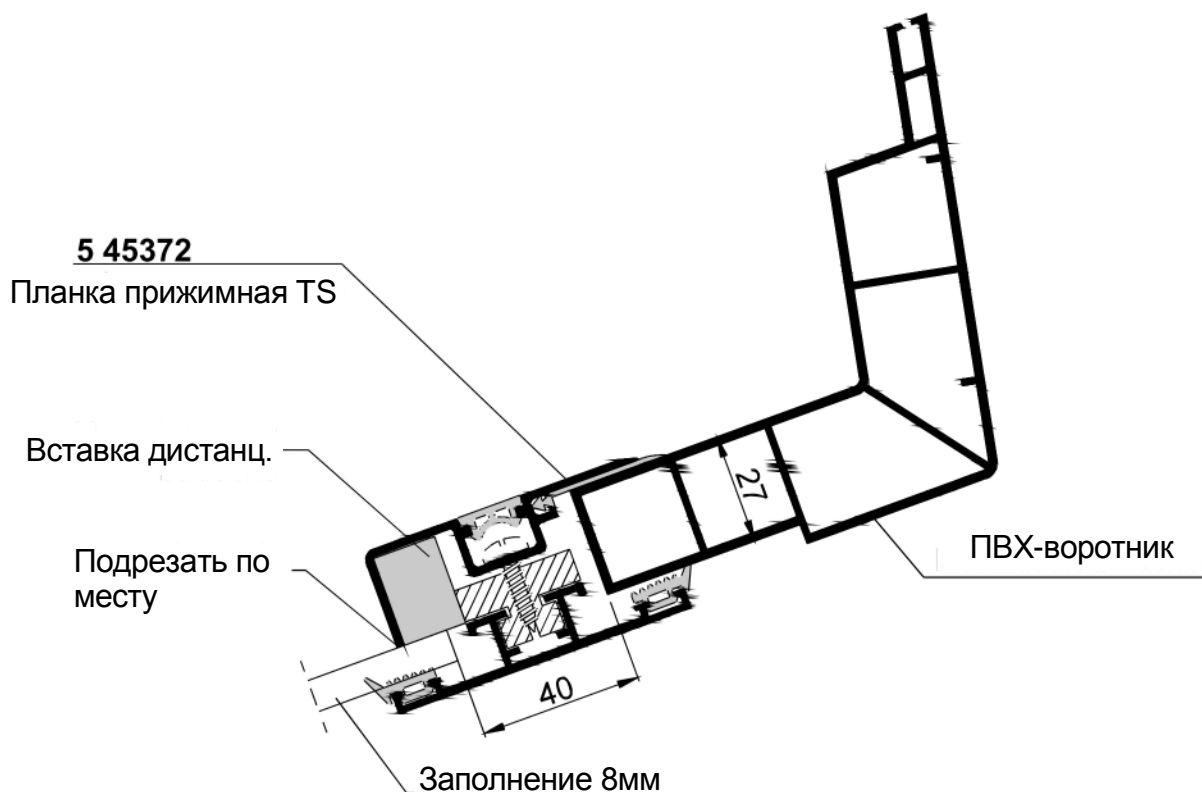 5 45372
Планка прижимная TS
Вставка дистанц.
27
Подрезать по
месту
ПВХ-воротник
40
Заполнение 8мм